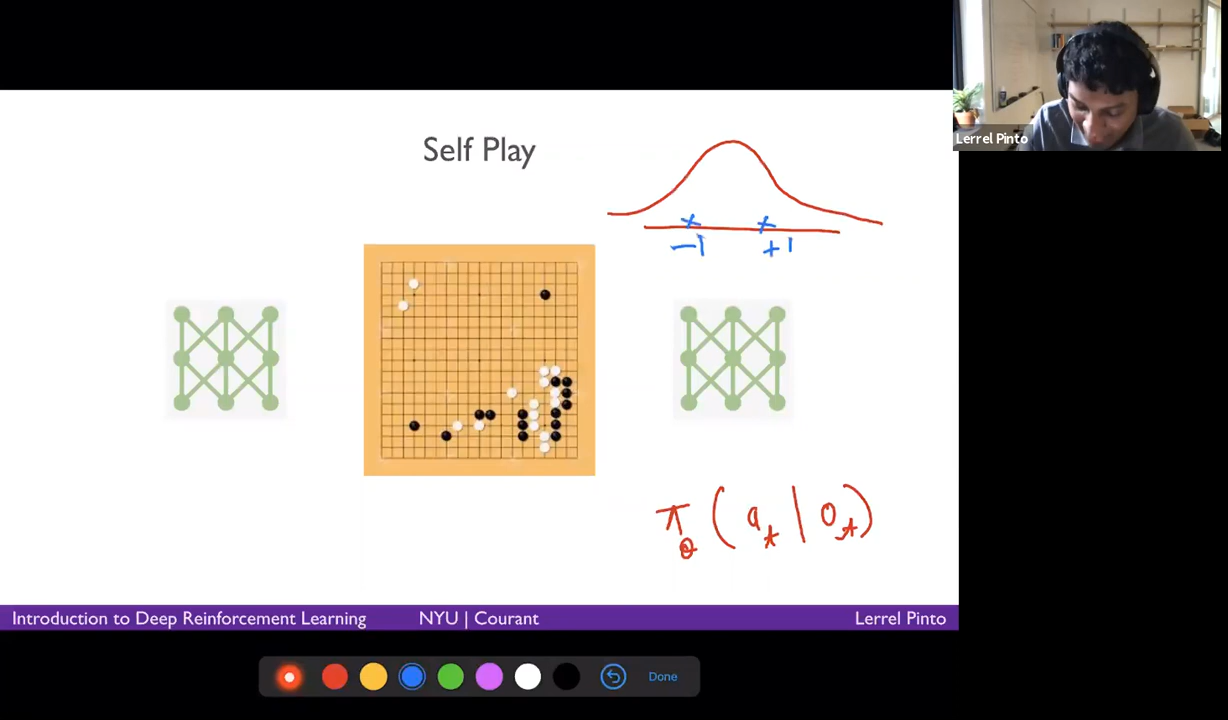 Lerrel Pinto
Self Play
-1 +1
π_θ (a_t | o_t)
Introduction to Deep Reinforcement Learning NYU | Courant Lerrel Pinto
Done